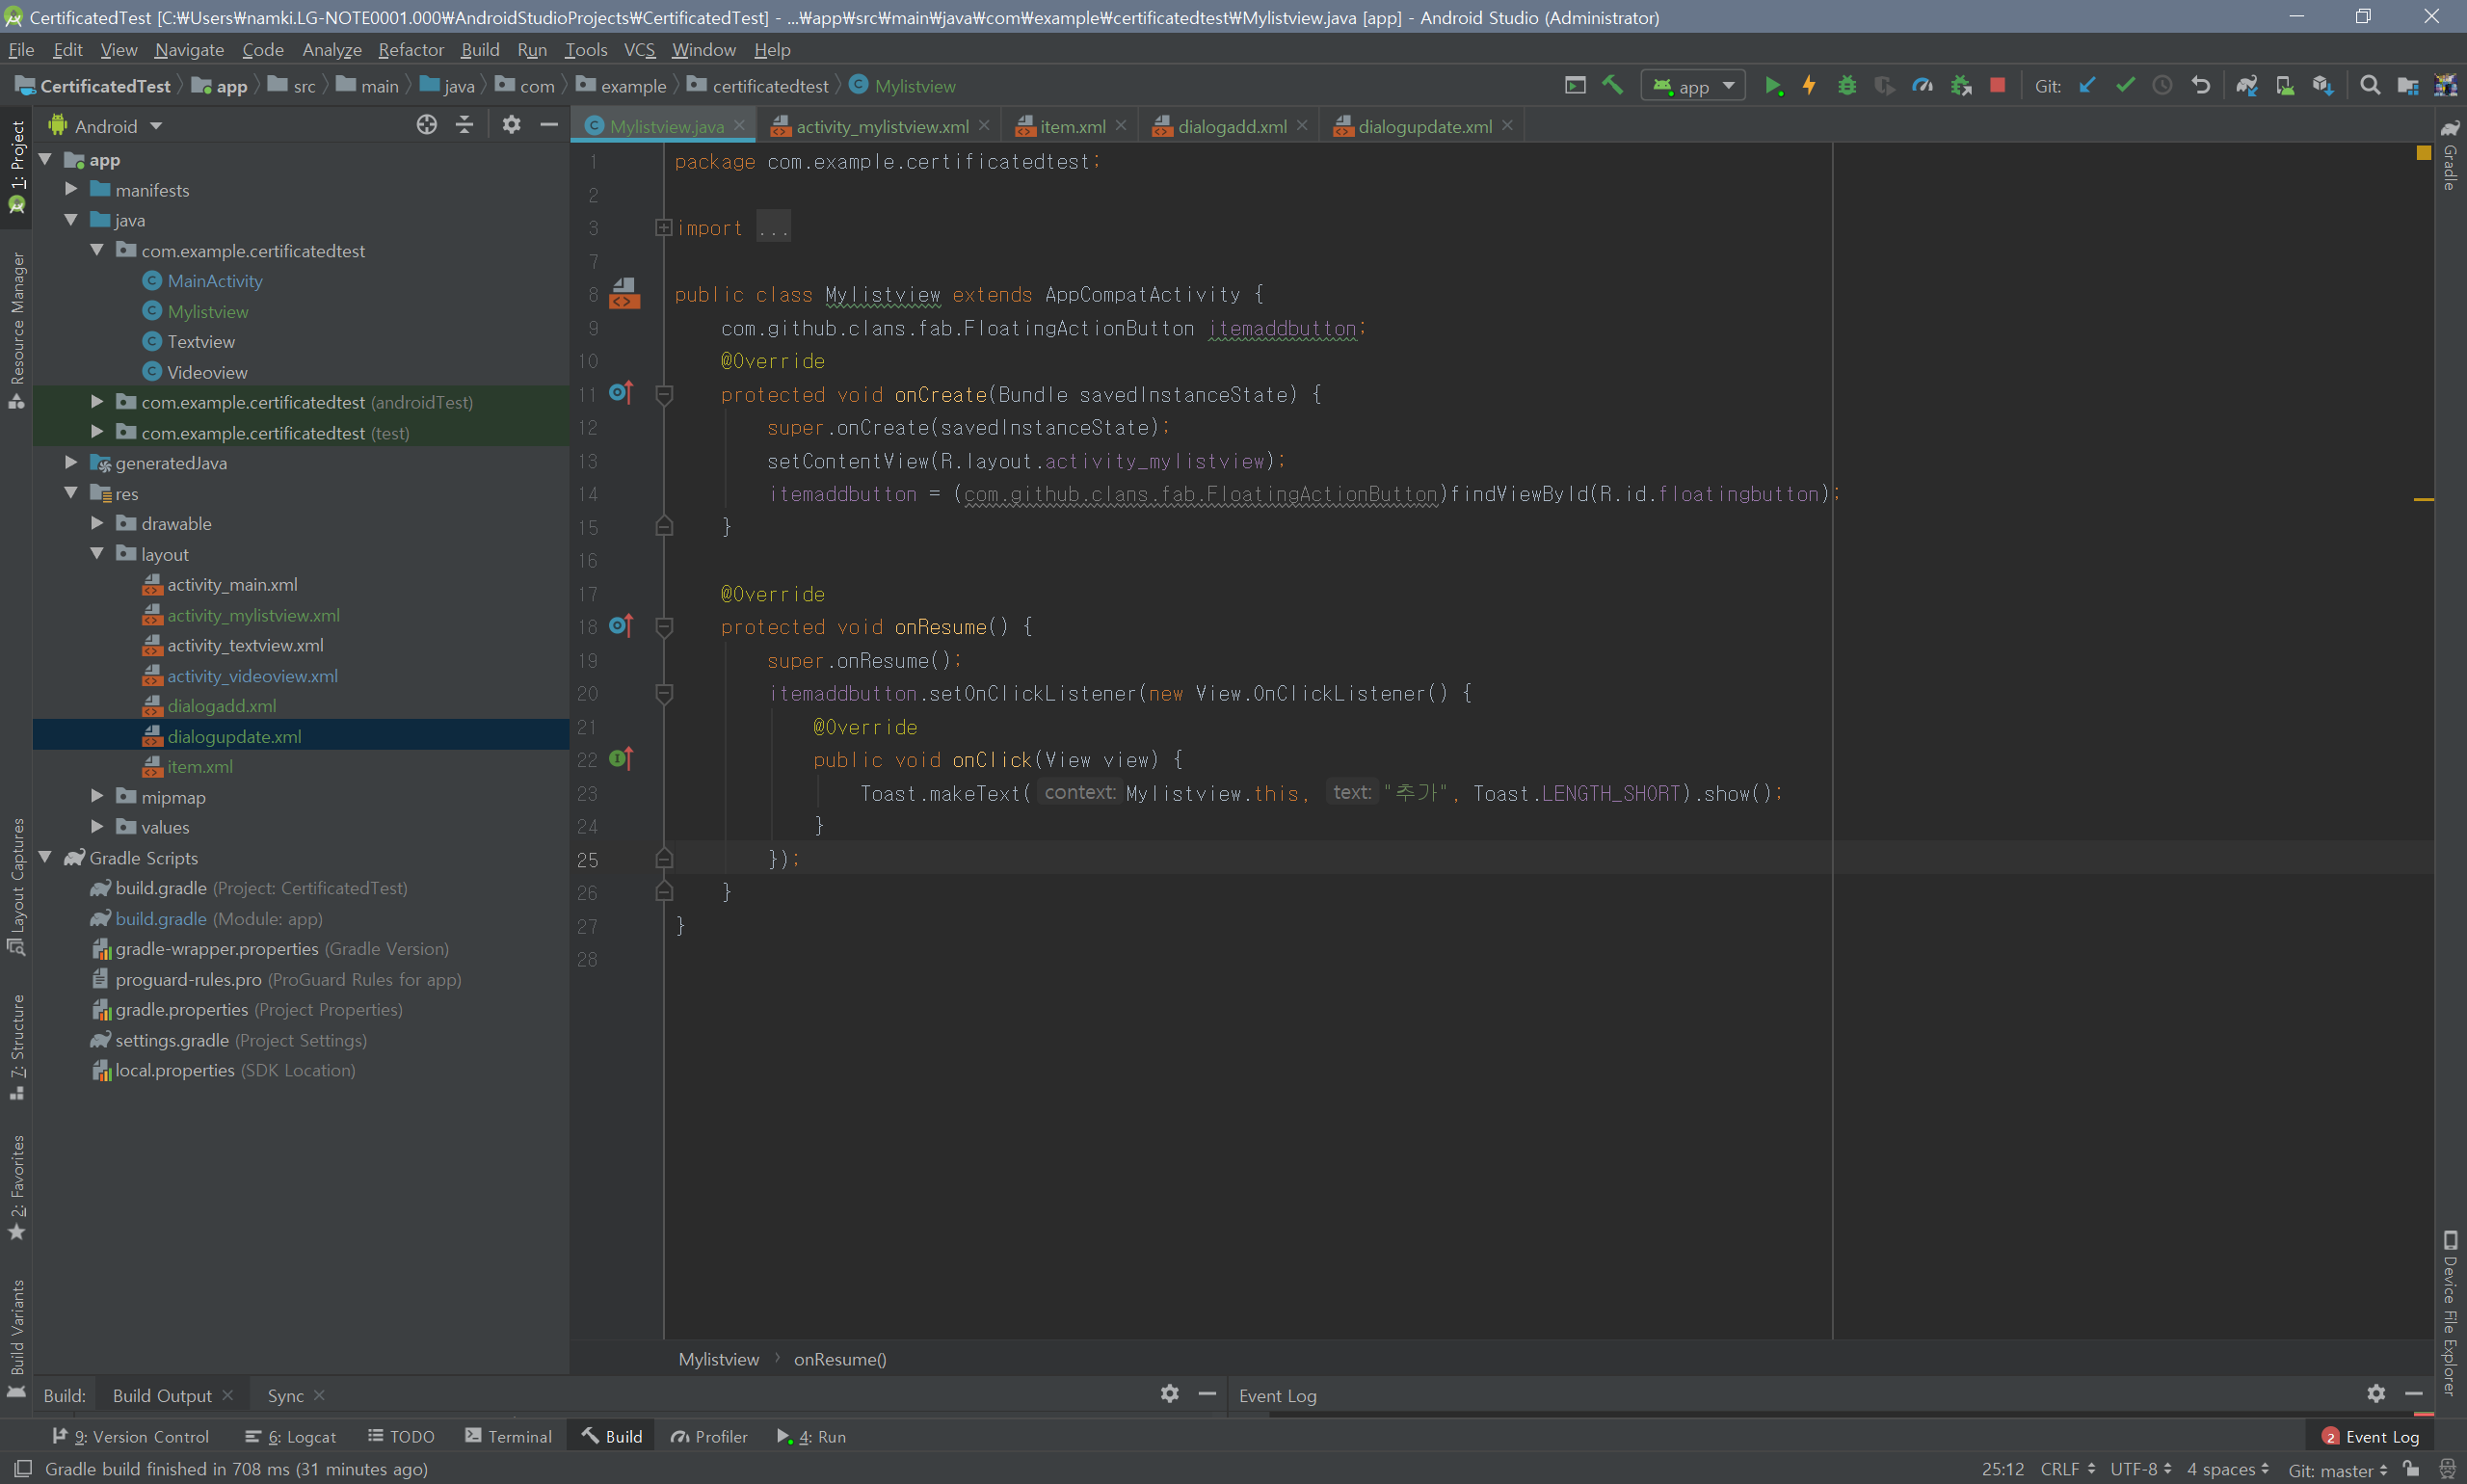 CertificatedTest [C:₩Users₩namki.LG-NOTE0001.000₩AndroidStudioProjects₩CertificatedTest] - ...₩app₩src₩main₩java₩com₩example₩certificatedtest₩Mylistview.java [app] - Android Studio (Administrator)
File Edit View Navigate Code Analyze Refactor Build Run Tools VCS Window Help
CertificatedTest app src main java com example certificatedtest Mylistview app Git:
Android
Mylistview.java activity_mylistview.xml item.xml dialogadd.xml dialogupdate.xml
1: Project
Resource Manager
Layout Captures
7: Structure
2: Favorites
Build Variants
app
manifests
java
com.example.certificatedtest
MainActivity
Mylistview
Textview
Videoview
com.example.certificatedtest (androidTest)
com.example.certificatedtest (test)
generatedJava
res
drawable
layout
activity_main.xml
activity_mylistview.xml
activity_textview.xml
activity_videoview.xml
dialogadd.xml
dialogupdate.xml
item.xml
mipmap
values
Gradle Scripts
build.gradle (Project: CertificatedTest)
build.gradle (Module: app)
gradle-wrapper.properties (Gradle Version)
proguard-rules.pro (ProGuard Rules for app)
gradle.properties (Project Properties)
settings.gradle (Project Settings)
local.properties (SDK Location)
1 package com.example.certificatedtest;
2
3 import ...
7
8 public class Mylistview extends AppCompatActivity {
9 com.github.clans.fab.FloatingActionButton itemaddbutton;
10 @Override
11 protected void onCreate(Bundle savedInstanceState) {
12 super.onCreate(savedInstanceState);
13 setContentView(R.layout.activity_mylistview);
14 itemaddbutton = (com.github.clans.fab.FloatingActionButton)findViewById(R.id.floatingbutton);
15 }
16
17 @Override
18 protected void onResume() {
19 super.onResume();
20 itemaddbutton.setOnClickListener(new View.OnClickListener() {
21 @Override
22 public void onClick(View view) {
23 Toast.makeText( context: Mylistview.this, text: "추가", Toast.LENGTH_SHORT).show();
24 }
25 });
26 }
27 }
28
Gradle
Device File Explorer
Mylistview onResume()
Build: Build Output Sync Event Log
9: Version Control 6: Logcat TODO Terminal Build Profiler 4: Run 2 Event Log
Gradle build finished in 708 ms (31 minutes ago) 25:12 CRLF UTF-8 4 spaces Git: master